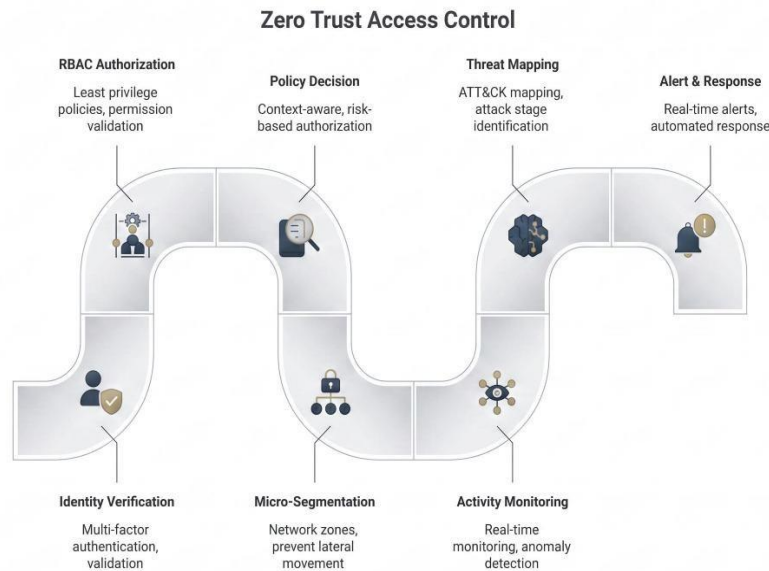 Zero Trust Access Control
RBAC Authorization
Least privilege
policies, permission
validation
Policy Decision
Context-aware, risk-
based authorization
Threat Mapping
ATT&CK mapping,
attack stage
identification
Alert & Response
Real-time alerts,
automated response
Identity Verification
Multi-factor
authentication,
validation
Micro-Segmentation
Network zones,
prevent lateral
movement
Activity Monitoring
Real-time
monitoring, anomaly
detection